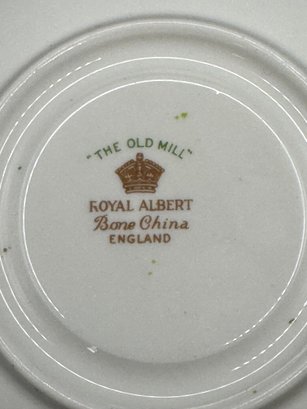 "THE OLD MILL"
ROYAL ALBERT
Bone China
ENGLAND